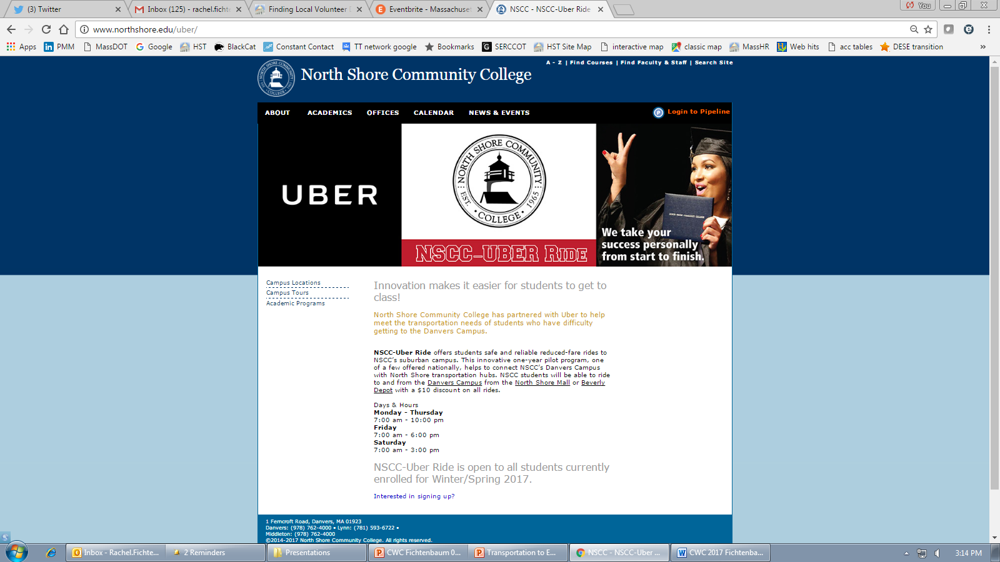 (3) Twitter
Inbox (125) - rachel.fichte
Finding Local Volunteer
Eventbrite - Massachuset
NSCC - NSCC-Uber Ride
You
www.northshore.edu/uber/
Apps
PMM
MassDOT
Google
HST
BlackCat
Constant Contact
TT network google
Bookmarks
SERCCOT
HST Site Map
interactive map
classic map
MassHR
Web hits
acc tables
DESE transition
»
A - Z | Find Courses | Find Faculty & Staff | Search Site
North Shore Community College
ABOUT ACADEMICS OFFICES CALENDAR NEWS & EVENTS
Login to Pipeline
UBER
NORTH SHORE COMMUNITY
EST. • COLLEGE • 1965
NSCC-UBER RIDE
NORTH SHORE COMMUNITY COLLEGE
We take your
success personally
from start to finish.
Campus Locations
Campus Tours
Academic Programs
Innovation makes it easier for students to get to
class!
North Shore Community College has partnered with Uber to help
meet the transportation needs of students who have difficulty
getting to the Danvers Campus.
NSCC-Uber Ride offers students safe and reliable reduced-fare rides to
NSCC's suburban campus. This innovative one-year pilot program, one
of a few offered nationally, helps to connect NSCC's Danvers Campus
with North Shore transportation hubs. NSCC students will be able to ride
to and from the Danvers Campus from the North Shore Mall or Beverly
Depot with a $10 discount on all rides.
Days & Hours
Monday - Thursday
7:00 am - 10:00 pm
Friday
7:00 am - 6:00 pm
Saturday
7:00 am - 3:00 pm
NSCC-Uber Ride is open to all students currently
enrolled for Winter/Spring 2017.
Interested in signing up?
1 Ferncroft Road, Danvers, MA 01923
Danvers: (978) 762-4000 • Lynn: (781) 593-6722 •
Middleton: (978) 762-4000
©2014-2017 North Shore Community College. All rights reserved.
Inbox - Rachel.Fichte...
2 Reminders
Presentations
CWC Fichtenbaum 0...
Transportation to E...
NSCC - NSCC-Uber ...
CWC 2017 Fichtenba...
3:14 PM